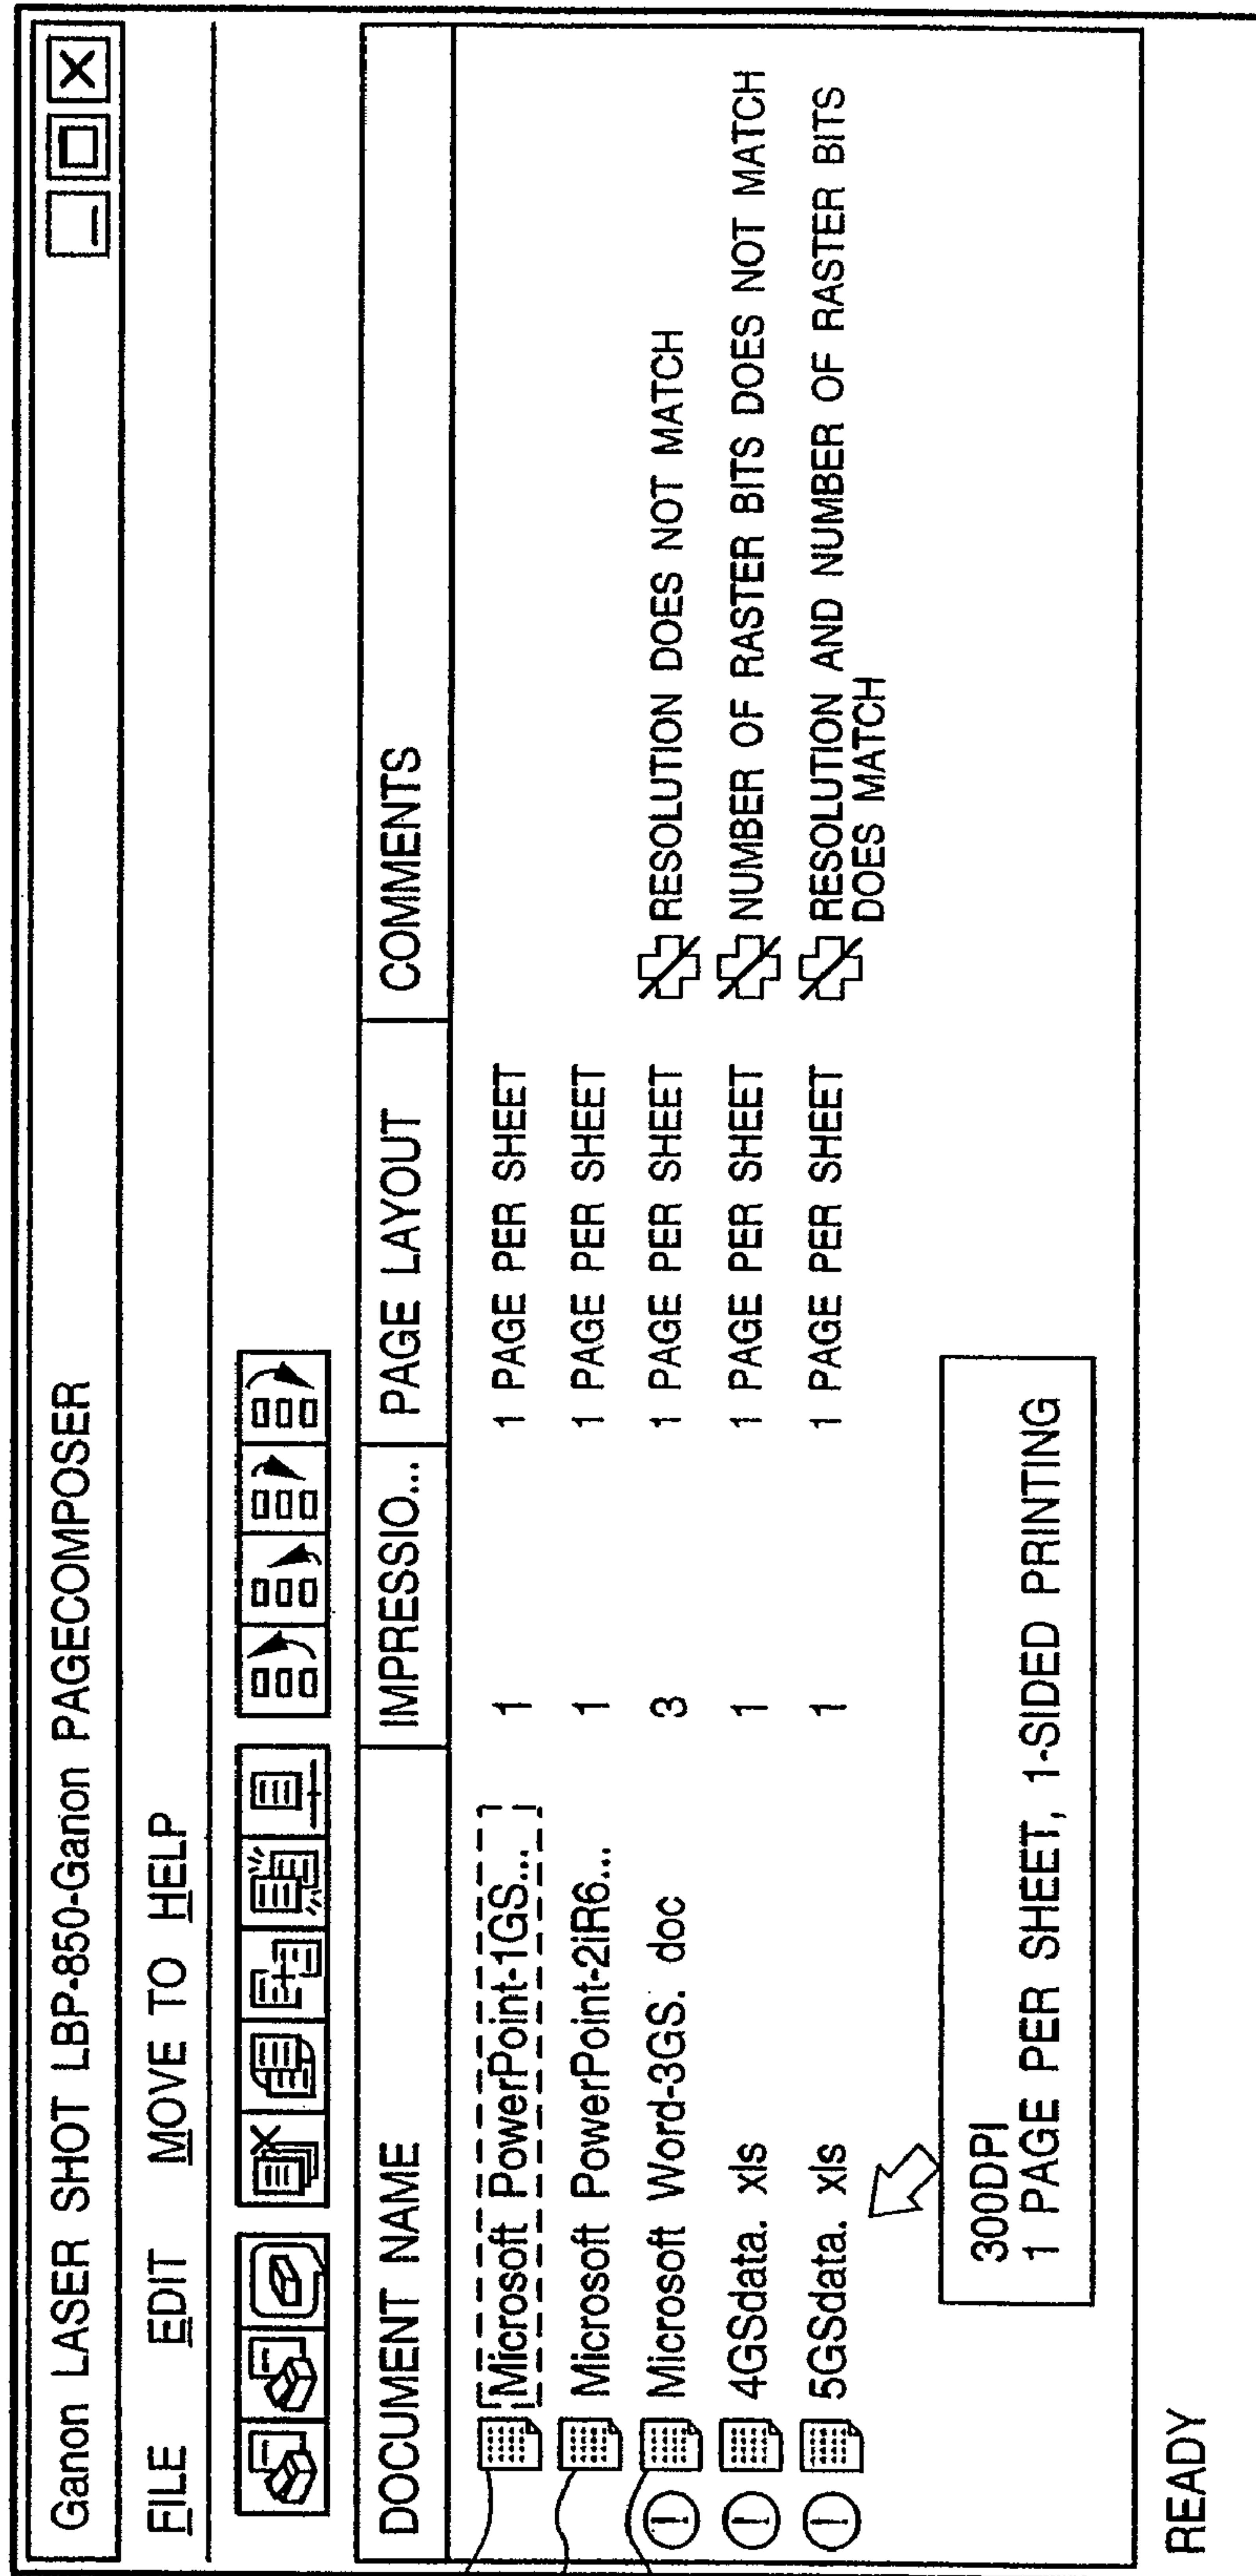 Ganon LASER SHOT LBP-850-Ganon PAGECOMPOSER
FILE EDIT MOVE TO HELP
DOCUMENT NAME IMPRESSIO... PAGE LAYOUT COMMENTS
Microsoft PowerPoint-1GS... 1 1 PAGE PER SHEET
Microsoft PowerPoint-2iR6... 1 1 PAGE PER SHEET
Microsoft Word-3GS. doc 3 1 PAGE PER SHEET RESOLUTION DOES NOT MATCH
4GSdata. xls 1 1 PAGE PER SHEET NUMBER OF RASTER BITS DOES NOT MATCH
5GSdata. xls 1 1 PAGE PER SHEET RESOLUTION AND NUMBER OF RASTER BITS
DOES MATCH
300DPI
1 PAGE PER SHEET, 1-SIDED PRINTING
READY